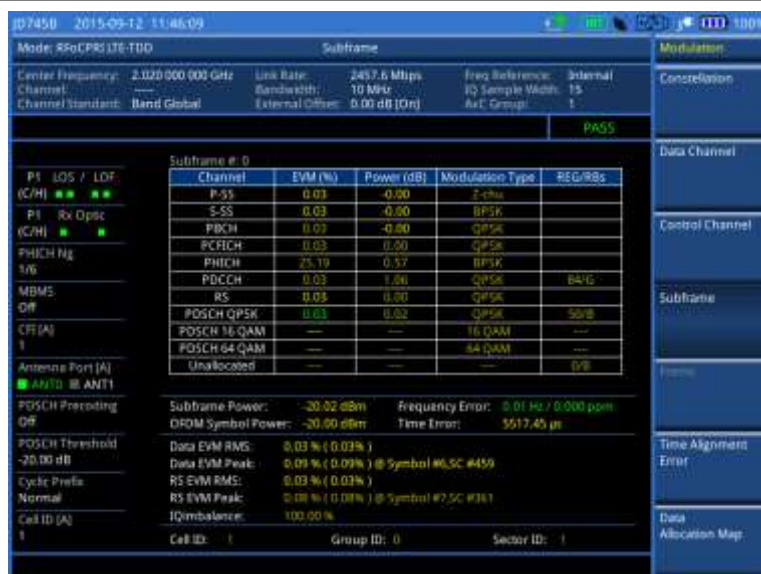 JD745B 2015-09-12 11:46:09
Mode: RFoCPRI LTE-TDD Subframe Modulation
Center Frequency: 2.020 000 000 GHz Link Rate: 2457.6 Mbps Freq Reference: Internal
Channel: ---- Bandwidth: 10 MHz IQ Sample Width: 15
Channel Standard: Band Global External Offset: 0.00 dB [On] AxC Group: 1
Constellation
PASS
Data Channel
Control Channel
Subframe
Frame
Time Alignment Error
Data Allocation Map
P1 LOS / LOF
(C/H)
P1 Rx Optic
(C/H)
PHICH Ng
1/6
MBMS
Off
CFI [A]
1
Antenna Port [A]
ANT0 ANT1
PDSCH Precoding
Off
PDSCH Threshold
-20.00 dB
Cyclic Prefix
Normal
Cell ID [A]
1
Subframe #: 0
Channel EVM (%) Power (dB) Modulation Type REG/RBs
P-SS 0.03 -0.00 Z-chu
S-SS 0.03 -0.00 BPSK
PBCH 0.03 -0.00 QPSK
PCFICH 0.03 0.00 QPSK
PHICH 25.19 0.57 BPSK
PDCCH 0.03 QPSK
RS 0.03 0.00 QPSK
PDSCH QPSK 0.03 0.02 QPSK
PDSCH 16 QAM ---- ---- 16 QAM ----
PDSCH 64 QAM ---- ---- 64 QAM ----
Unallocated ---- ---- ----
Subframe Power: -20.02 dBm Frequency Error: 0.01 Hz / 0.000 ppm
OFDM Symbol Power: -20.00 dBm Time Error: 5517.45 µs
Data EVM RMS: 0.03 % ( 0.03% )
Data EVM Peak: 0.09 % ( 0.09% ) @ Symbol #6,SC #459
RS EVM RMS: 0.03 % ( 0.03% )
RS EVM Peak: 0.08 % ( 0.08% ) @ Symbol #7,SC #361
IQimbalance: 100.00 %
Cell ID: 1 Group ID: 0 Sector ID: 1